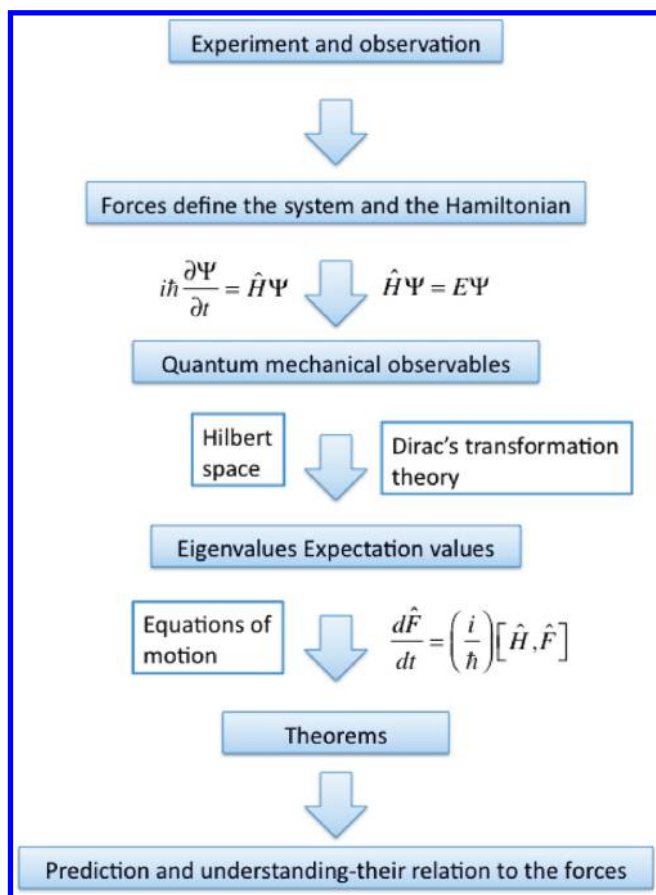 Experiment and observation
Forces define the system and the Hamiltonian
iħ ∂Ψ/∂t = ĤΨ ĤΨ = EΨ
Quantum mechanical observables
Hilbert
space
Dirac's transformation
theory
Eigenvalues Expectation values
Equations of
motion
dF̂/dt = (i/ħ)[Ĥ,F̂]
Theorems
Prediction and understanding-their relation to the forces